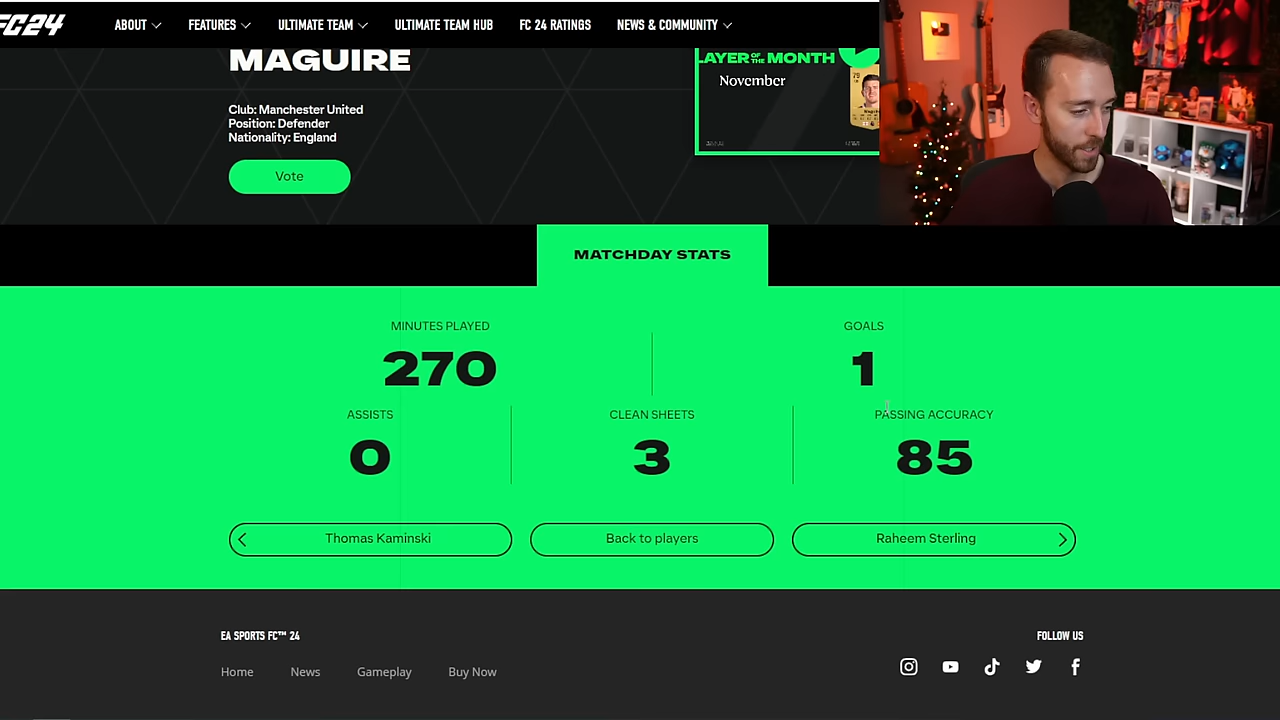 FC24
ABOUT
FEATURES
ULTIMATE TEAM
ULTIMATE TEAM HUB
FC 24 RATINGS
NEWS & COMMUNITY
MAGUIRE
Club: Manchester United
Position: Defender
Nationality: England
Vote
LAYER OF THE MONTH
November
79
MATCHDAY STATS
MINUTES PLAYED
270
GOALS
1
ASSISTS
0
CLEAN SHEETS
3
PASSING ACCURACY
85
Thomas Kaminski
Back to players
Raheem Sterling
EA SPORTS FC™ 24
FOLLOW US
Home
News
Gameplay
Buy Now